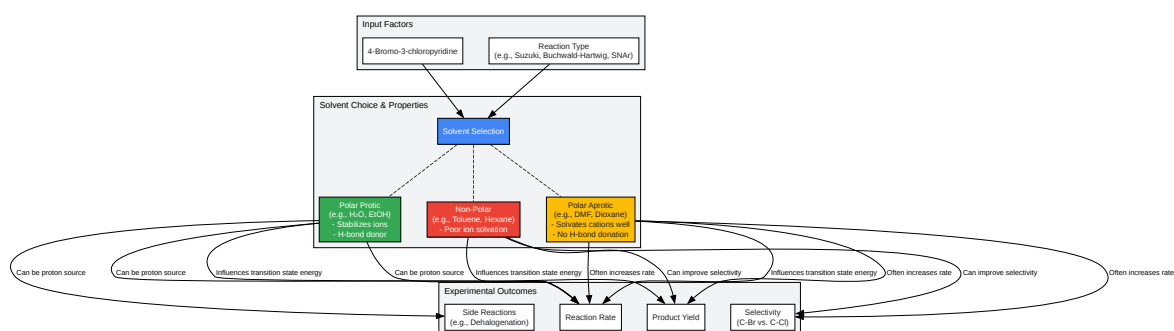 Input Factors
4-Bromo-3-chloropyridine
Reaction Type
(e.g., Suzuki, Buchwald-Hartwig, SNAr)
Solvent Choice & Properties
Solvent Selection
Polar Protic
(e.g., H₂O, EtOH)
- Stabilizes ions
- H-bond donor
Non-Polar
(e.g., Toluene, Hexane)
- Poor ion solvation
Polar Aprotic
(e.g., DMF, Dioxane)
- Solvates cations well
- No H-bond donation
Can be proton source
Can be proton source
Influences transition state energy
Can be proton source
Influences transition state energy
Often increases rate
Can improve selectivity
Influences transition state energy
Often increases rate
Can improve selectivity
Often increases rate
Experimental Outcomes
Side Reactions
(e.g., Dehalogenation)
Reaction Rate
Product Yield
Selectivity
(C-Br vs. C-Cl)